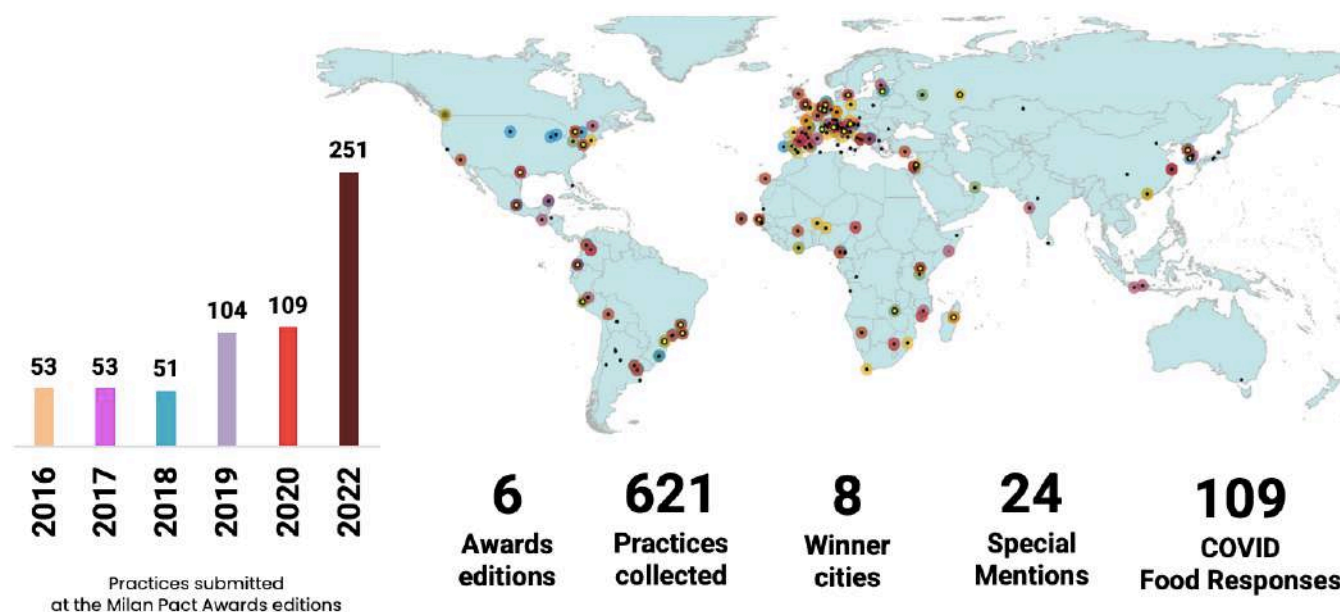 251
104
109
53
53
51
2016
2017
2018
2019
2020
2022
Practices submitted
at the Milan Pact Awards editions
6
Awards
editions
621
Practices
collected
8
Winner
cities
24
Special
Mentions
109
COVID
Food Responses